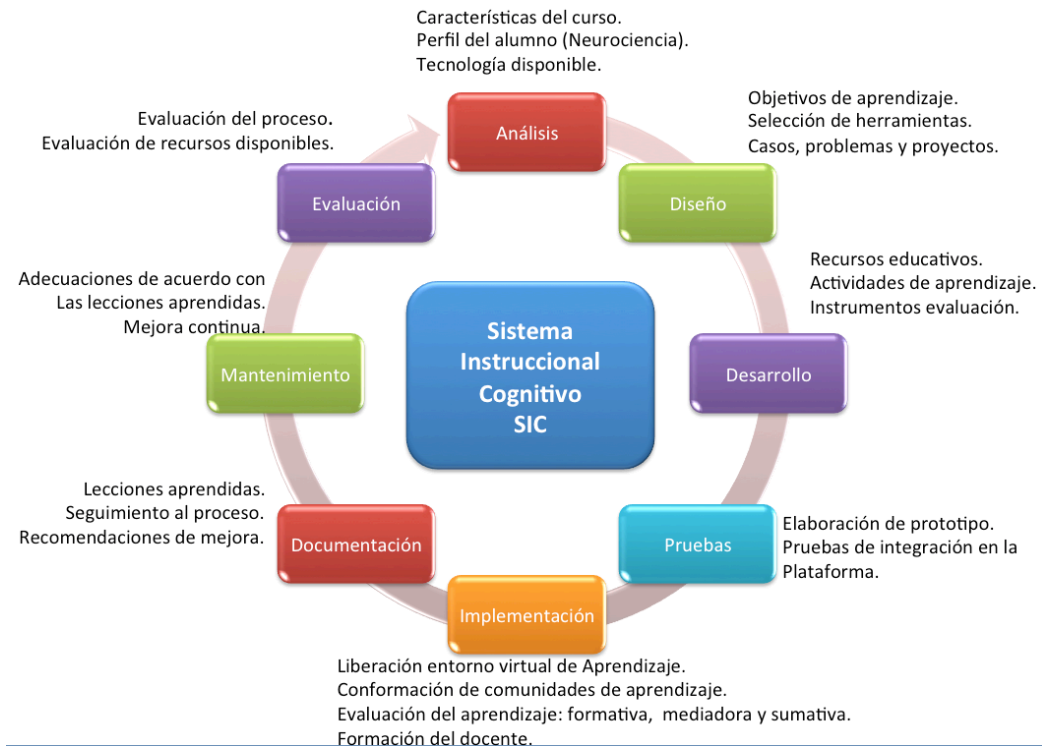 Características del curso.
Perfil del alumno (Neurociencia).
Tecnología disponible.
Análisis
Objetivos de aprendizaje.
Selección de herramientas.
Casos, problemas y proyectos.
Diseño
Recursos educativos.
Actividades de aprendizaje.
Instrumentos evaluación.
Desarrollo
Elaboración de prototipo.
Pruebas de integración en la
Plataforma.
Pruebas
Implementación
Liberación entorno virtual de Aprendizaje.
Conformación de comunidades de aprendizaje.
Evaluación del aprendizaje: formativa, mediadora y sumativa.
Formación del docente.
Lecciones aprendidas.
Seguimiento al proceso.
Recomendaciones de mejora.
Documentación
Adecuaciones de acuerdo con
Las lecciones aprendidas.
Mejora continua.
Mantenimiento
Evaluación del proceso.
Evaluación de recursos disponibles.
Evaluación
Sistema
Instruccional
Cognitivo
SIC